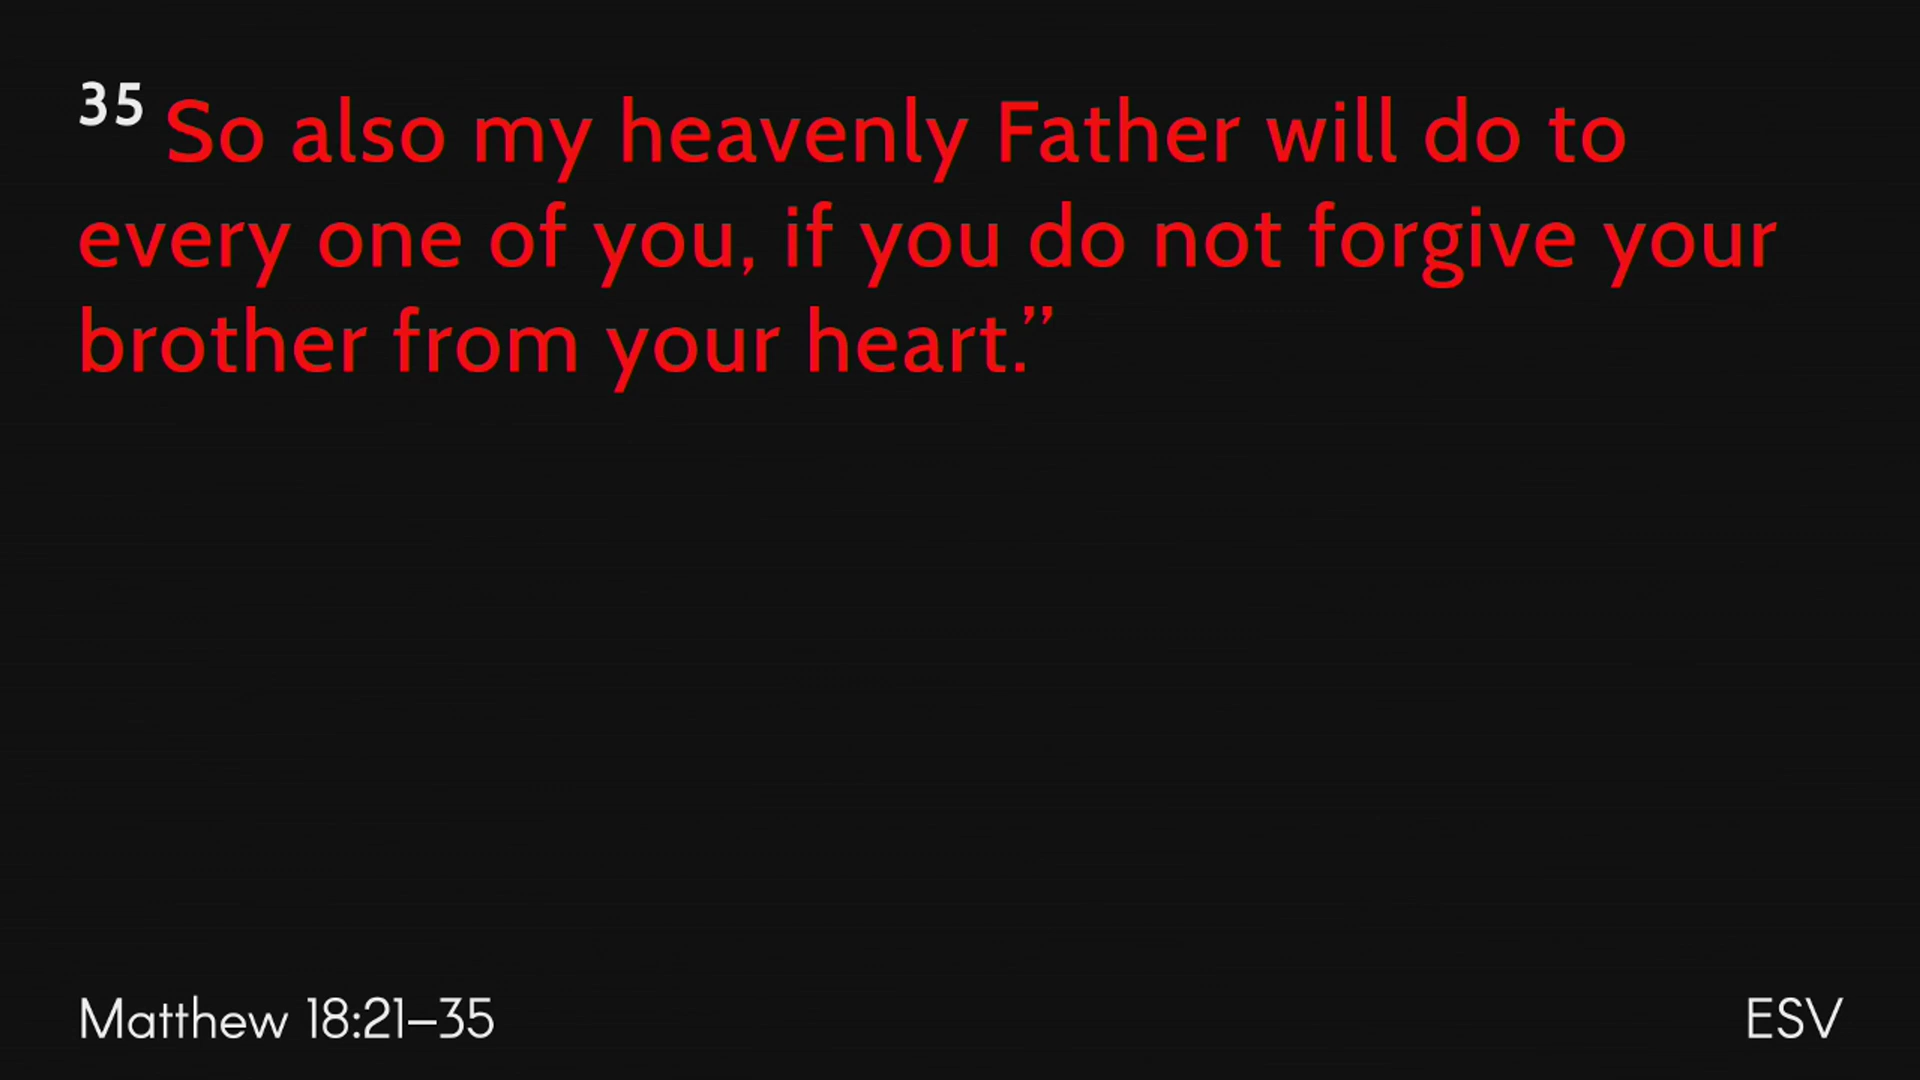 35 So also my heavenly Father will do to
every one of you, if you do not forgive your
brother from your heart.”
Matthew 18:21–35
ESV